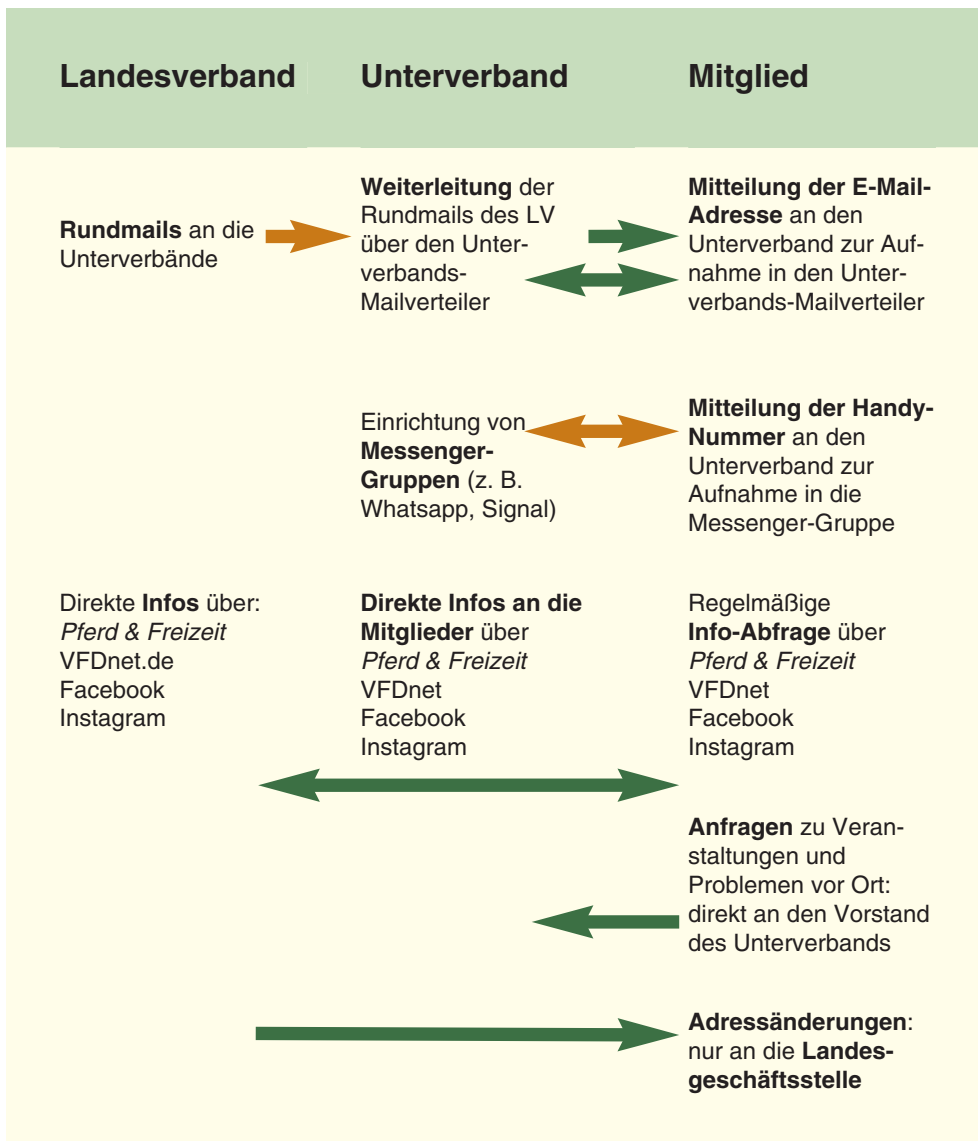 Landesverband
Unterverband
Mitglied
Rundmails an die
Unterverbände
Weiterleitung der
Rundmails des LV
über den Unter-
verbands-
Mailverteiler
Mitteilung der E-Mail-
Adresse an den
Unterverband zur Auf-
nahme in den Unter-
verbands-Mailverteiler
Einrichtung von
Messenger-
Gruppen (z. B.
Whatsapp, Signal)
Mitteilung der Handy-
Nummer an den
Unterverband zur
Aufnahme in die
Messenger-Gruppe
Direkte Infos über:
Pferd & Freizeit
VFDnet.de
Facebook
Instagram
Direkte Infos an die
Mitglieder über
Pferd & Freizeit
VFDnet
Facebook
Instagram
Regelmäßige
Info-Abfrage über
Pferd & Freizeit
VFDnet
Facebook
Instagram
Anfragen zu Veran-
staltungen und
Problemen vor Ort:
direkt an den Vorstand
des Unterverbands
Adressänderungen:
nur an die Landes-
geschäftsstelle